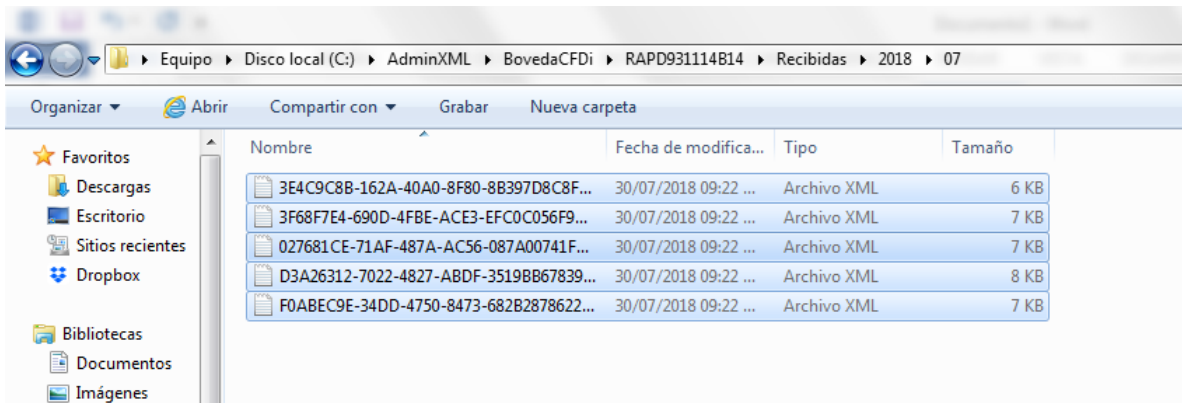 Equipo ▸ Disco local (C:) ▸ AdminXML ▸ BovedaCFDi ▸ RAPD931114B14 ▸ Recibidas ▸ 2018 ▸ 07
Organizar Abrir Compartir con Grabar Nueva carpeta
Favoritos
Descargas
Escritorio
Sitios recientes
Dropbox
Bibliotecas
Documentos
Imágenes
Nombre Fecha de modifica... Tipo Tamaño
3E4C9C8B-162A-40A0-8F80-8B397D8C8F... 30/07/2018 09:22 ... Archivo XML 6 KB
3F68F7E4-690D-4FBE-ACE3-EFC0C056F9... 30/07/2018 09:22 ... Archivo XML 7 KB
027681CE-71AF-487A-AC56-087A00741F... 30/07/2018 09:22 ... Archivo XML 7 KB
D3A26312-7022-4827-ABDF-3519BB67839... 30/07/2018 09:22 ... Archivo XML 8 KB
F0ABEC9E-34DD-4750-8473-682B2878622... 30/07/2018 09:22 ... Archivo XML 7 KB